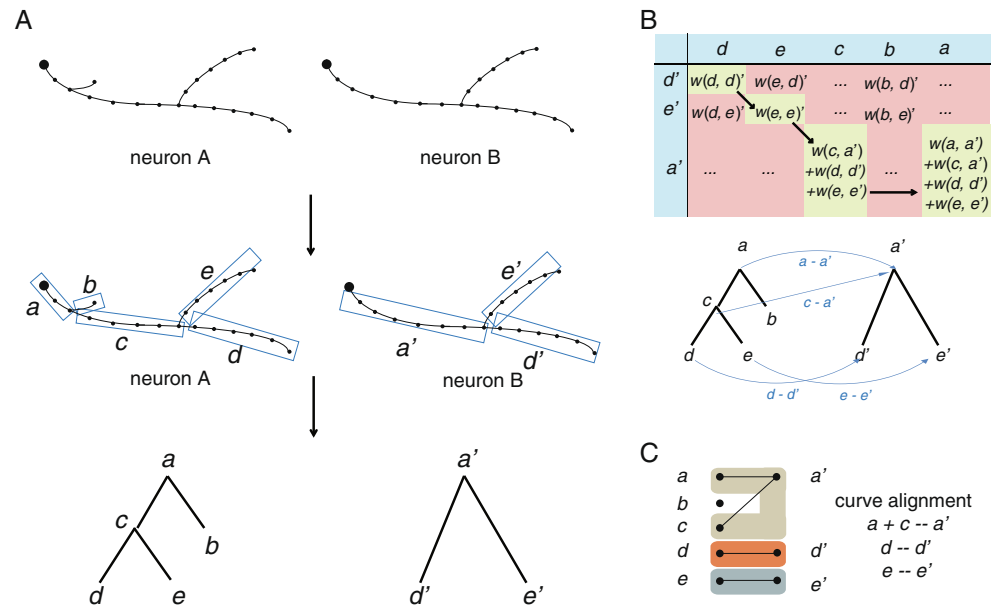 A
neuron A
neuron B
a
b
c
e
d
neuron A
a'
e'
d'
neuron B
a
c
b
d
e
a'
d'
e'
B
d e c b a
d' w(d, d)' w(e, d)' ... w(b, d)' ...
e' w(d, e)' w(e, e)' ... w(b, e)' ...
a' ... ... w(c, a') +w(d, d') +w(e, e') ... w(a, a') +w(c, a') +w(d, d') +w(e, e')
a
a'
a - a'
c
c - a'
b
d
e
d'
e'
d - d'
e - e'
C
a
a'
b
c
d
d'
e
e'
curve alignment
a + c -- a'
d -- d'
e -- e'